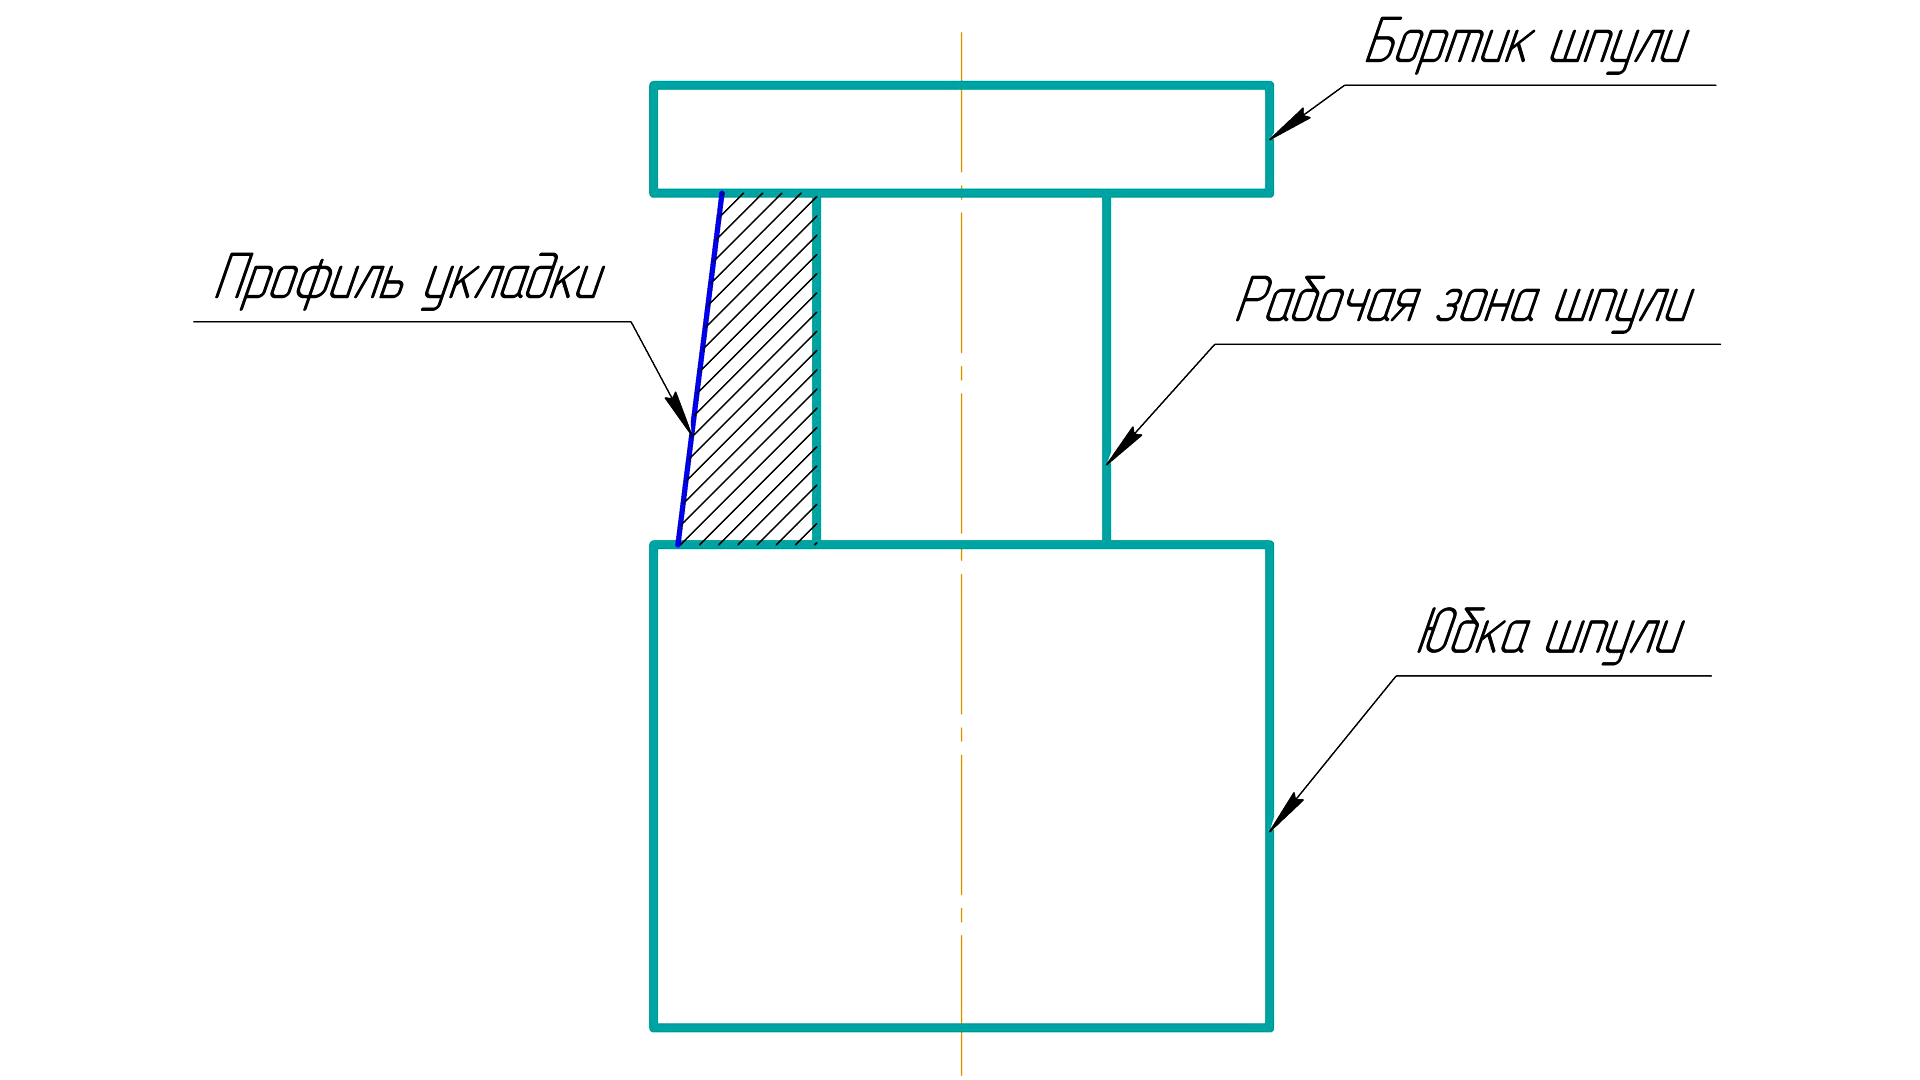 Бортик шпули
Профиль укладки
Рабочая зона шпули
Юбка шпули